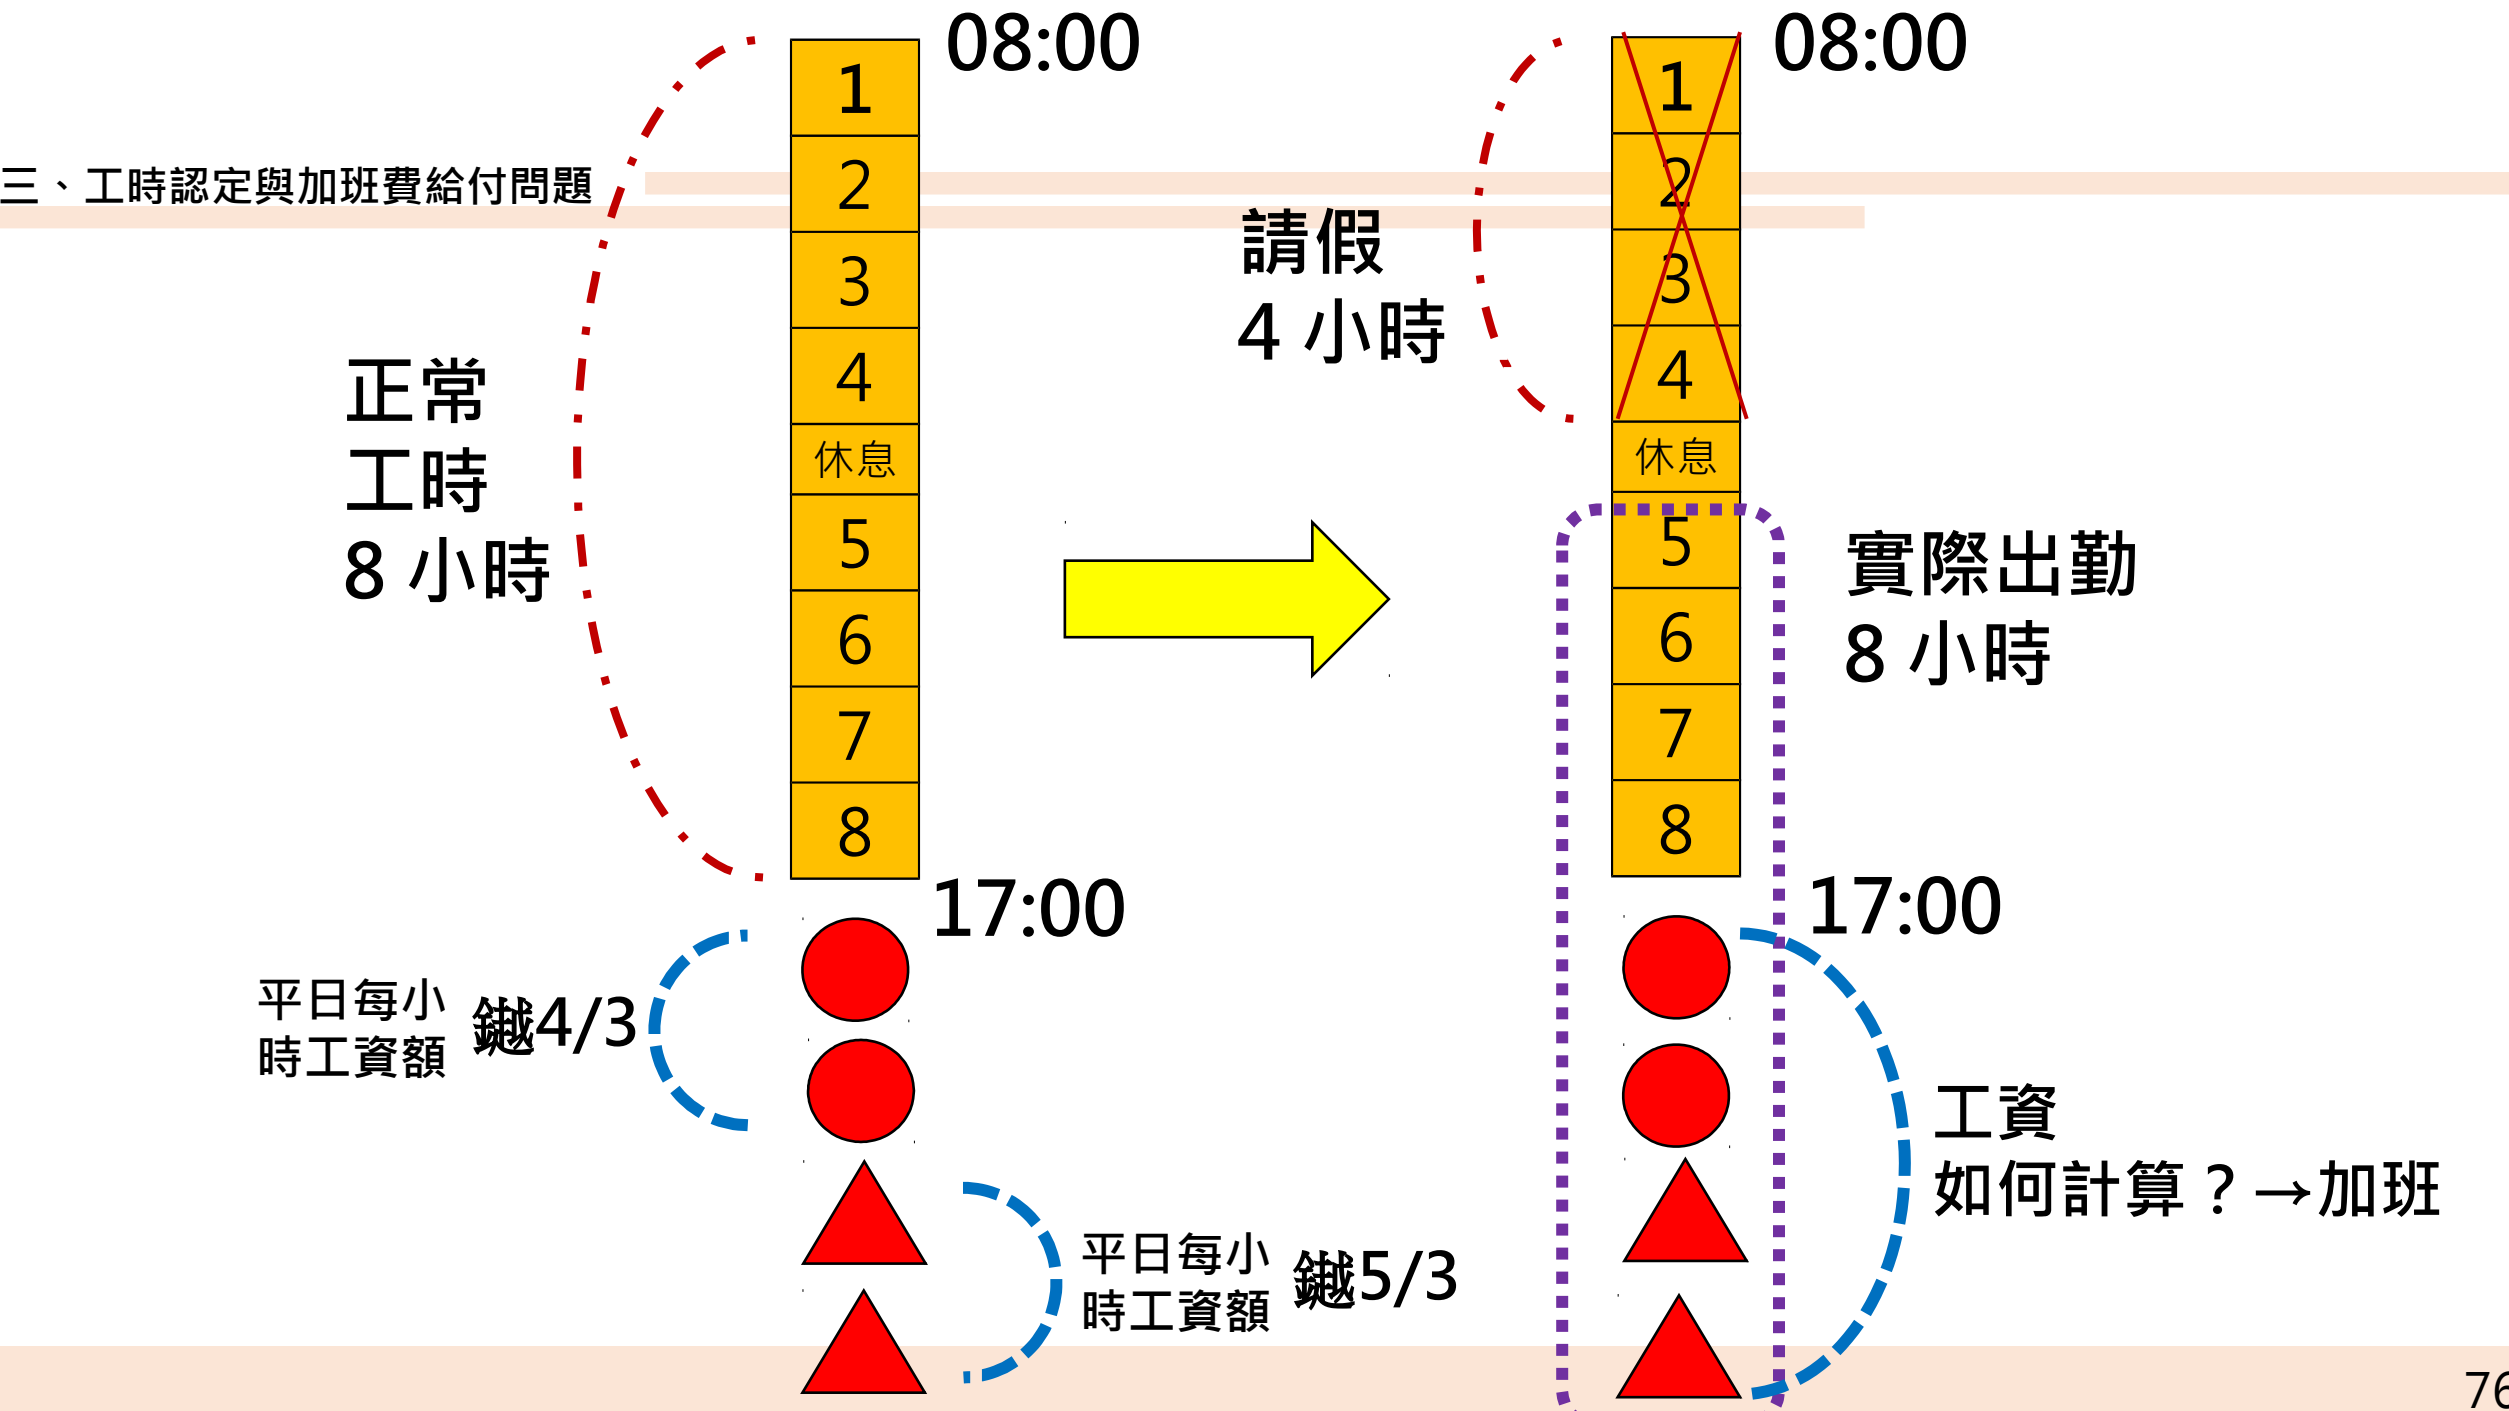 三、工時認定與加班費給付問題
08:00
1
2
3
4
休息
5
6
7
8
17:00
正常
工時
8 小時
平日每小
時工資額
4/3
平日每小
時工資額
5/3
08:00
1
2
3
4
休息
5
6
7
8
17:00
請假
4 小時
實際出勤
8 小時
工資
如何計算？→加班
76